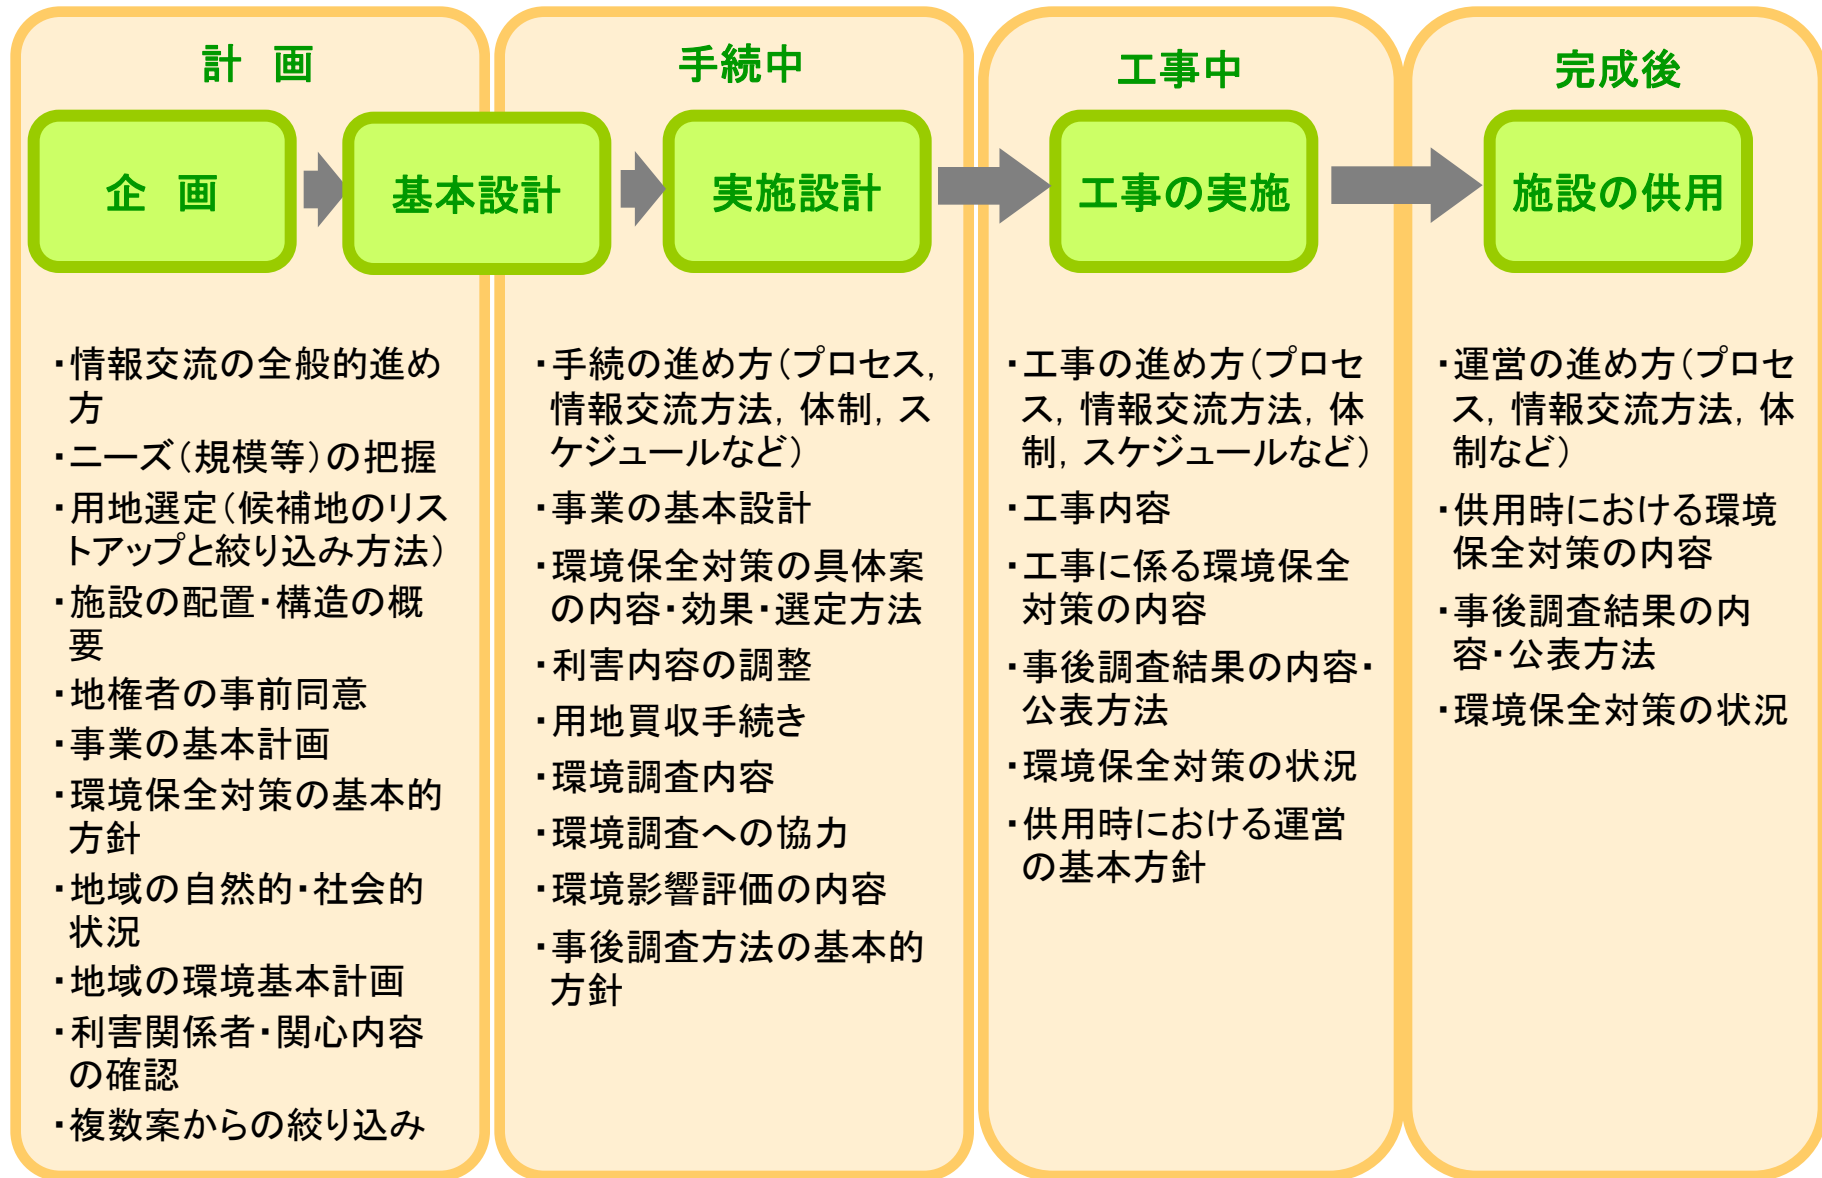 計　画
手続中
工事中
完成後
企　画
基本設計
実施設計
工事の実施
施設の供用
・情報交流の全般的進め
方
・ニーズ（規模等）の把握
・用地選定（候補地のリス
トアップと絞り込み方法）
・施設の配置・構造の概
要
・地権者の事前同意
・事業の基本計画
・環境保全対策の基本的
方針
・地域の自然的・社会的
状況
・地域の環境基本計画
・利害関係者・関心内容
の確認
・複数案からの絞り込み
・手続の進め方（プロセス，
情報交流方法，体制，ス
ケジュールなど）
・事業の基本設計
・環境保全対策の具体案
の内容・効果・選定方法
・利害内容の調整
・用地買収手続き
・環境調査内容
・環境調査への協力
・環境影響評価の内容
・事後調査方法の基本的
方針
・工事の進め方（プロセ
ス，情報交流方法，体
制，スケジュールなど）
・工事内容
・工事に係る環境保全
対策の内容
・事後調査結果の内容・
公表方法
・環境保全対策の状況
・供用時における運営
の基本方針
・運営の進め方（プロセ
ス，情報交流方法，体
制など）
・供用時における環境
保全対策の内容
・事後調査結果の内
容・公表方法
・環境保全対策の状況